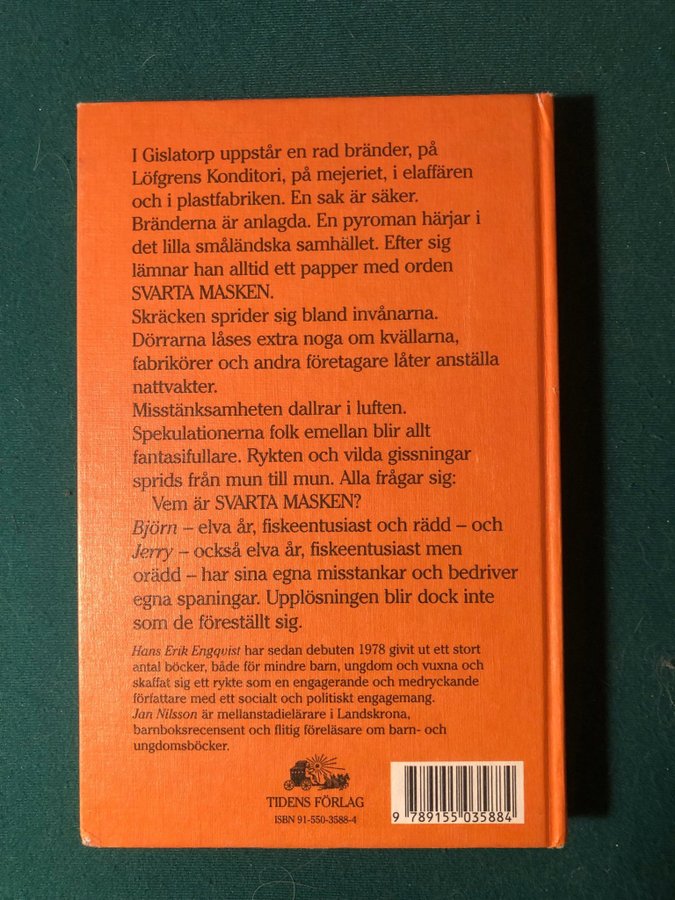 I Gislatorp uppstår en rad bränder, på
Löfgrens Konditori, på mejeriet, i elaffären
och i plastfabriken. En sak är säker.
Bränderna är anlagda. En pyroman härjar i
det lilla småländska samhället. Efter sig
lämnar han alltid ett papper med orden
SVARTA MASKEN.
Skräcken sprider sig bland invånarna.
Dörrarna låses extra noga om kvällarna,
fabrikörer och andra företagare låter anställa
nattvakter.
Misstänksamheten dallrar i luften.
Spekulationerna folk emellan blir allt
fantasifullare. Rykten och vilda gissningar
sprids från mun till mun. Alla frågar sig:
Vem är SVARTA MASKEN?
Björn – elva år, fiskeentusiast och rädd – och
Jerry – också elva år, fiskeentusiast men
orädd – har sina egna misstankar och bedriver
egna spaningar. Upplösningen blir dock inte
som de föreställt sig.
Hans Erik Engqvist har sedan debuten 1978 givit ut ett stort
antal böcker, både för mindre barn, ungdom och vuxna och
skaffat sig ett rykte som en engagerande och medryckande
författare med ett socialt och politiskt engagemang.
Jan Nilsson är mellanstadielärare i Landskrona,
barnboksrecensent och flitig föreläsare om barn- och
ungdomsböcker.
TIDENS FÖRLAG
ISBN 91-550-3588-4
9 789155 035884